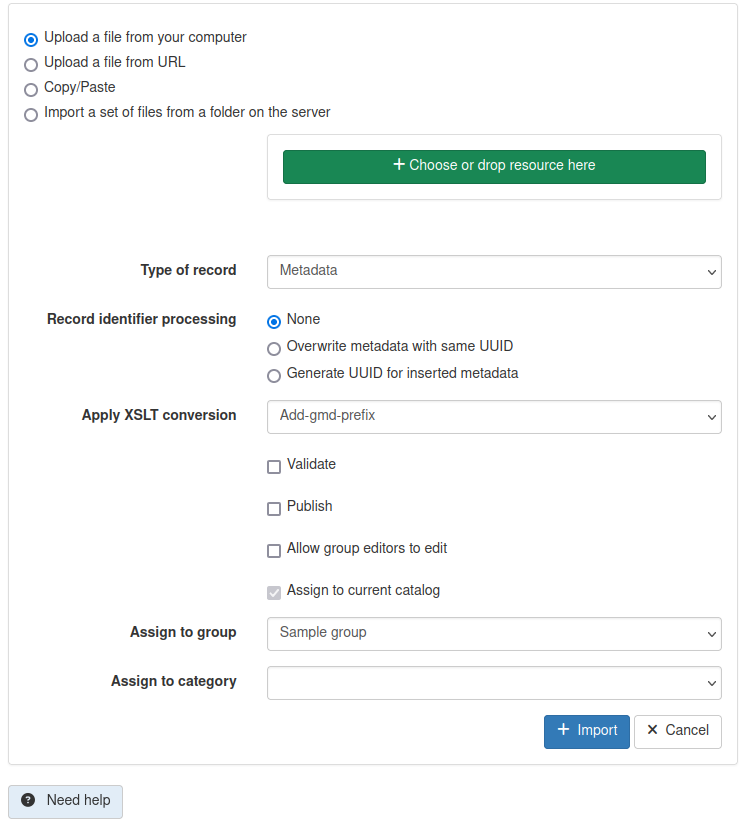 Upload a file from your computer
Upload a file from URL
Copy/Paste
Import a set of files from a folder on the server
+ Choose or drop resource here
Type of record Metadata
Record identifier processing None
Overwrite metadata with same UUID
Generate UUID for inserted metadata
Apply XSLT conversion Add-gmd-prefix
Validate
Publish
Allow group editors to edit
Assign to current catalog
Assign to group Sample group
Assign to category
+ Import × Cancel
? Need help